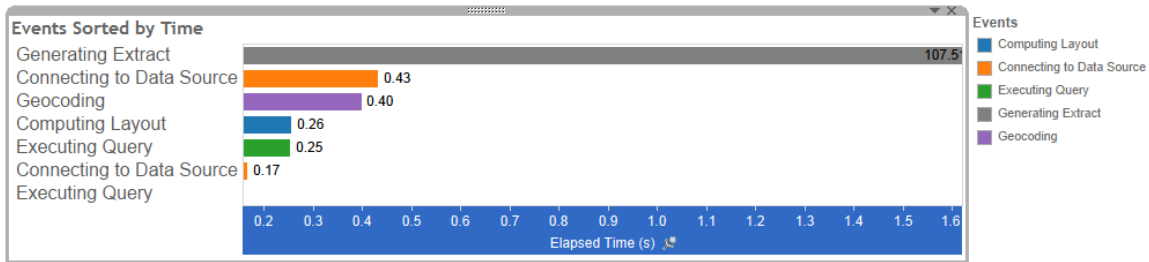 Events Sorted by Time
Generating Extract 107.51
Connecting to Data Source 0.43
Geocoding 0.40
Computing Layout 0.26
Executing Query 0.25
Connecting to Data Source 0.17
Executing Query
0.2 0.3 0.4 0.5 0.6 0.7 0.8 0.9 1.0 1.1 1.2 1.3 1.4 1.5 1.6
Elapsed Time (s)
Events
Computing Layout
Connecting to Data Source
Executing Query
Generating Extract
Geocoding